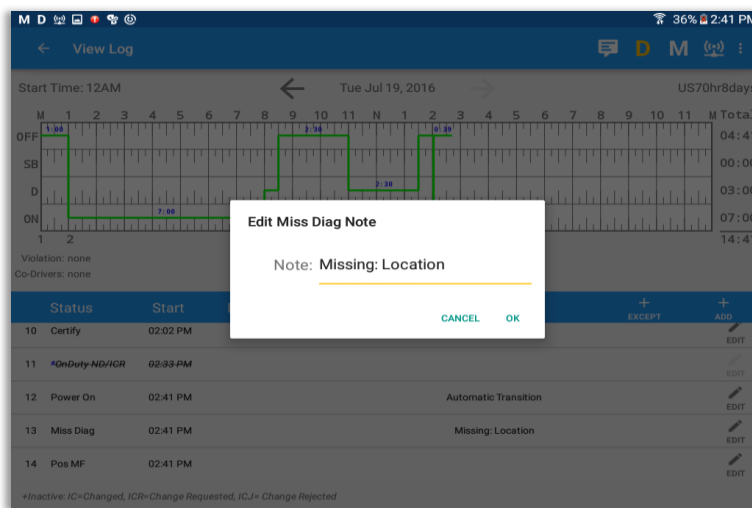 M D 36% 2:41 PM
← View Log D M
Start Time: 12AM ← Tue Jul 19, 2016 → US70hr8days
M 1 2 3 4 5 6 7 8 9 10 11 N 1 2 3 4 5 6 7 8 9 10 11 M Total
OFF 1:00 2:30 0:39 04:4
SB 00:00
D 2:30 03:00
ON 7:00 07:00
1 2 14:4
Violation: none
Co-Drivers: none
Edit Miss Diag Note
Note: Missing: Location
CANCEL OK
Status Start + EXCEPT + ADD
10 Certify 02:02 PM EDIT
11 *OnDuty ND/ICR 02:33 PM EDIT
12 Power On 02:41 PM Automatic Transition EDIT
13 Miss Diag 02:41 PM Missing: Location EDIT
14 Pos MF 02:41 PM EDIT
+Inactive: IC=Changed, ICR=Change Requested, ICJ= Change Rejected